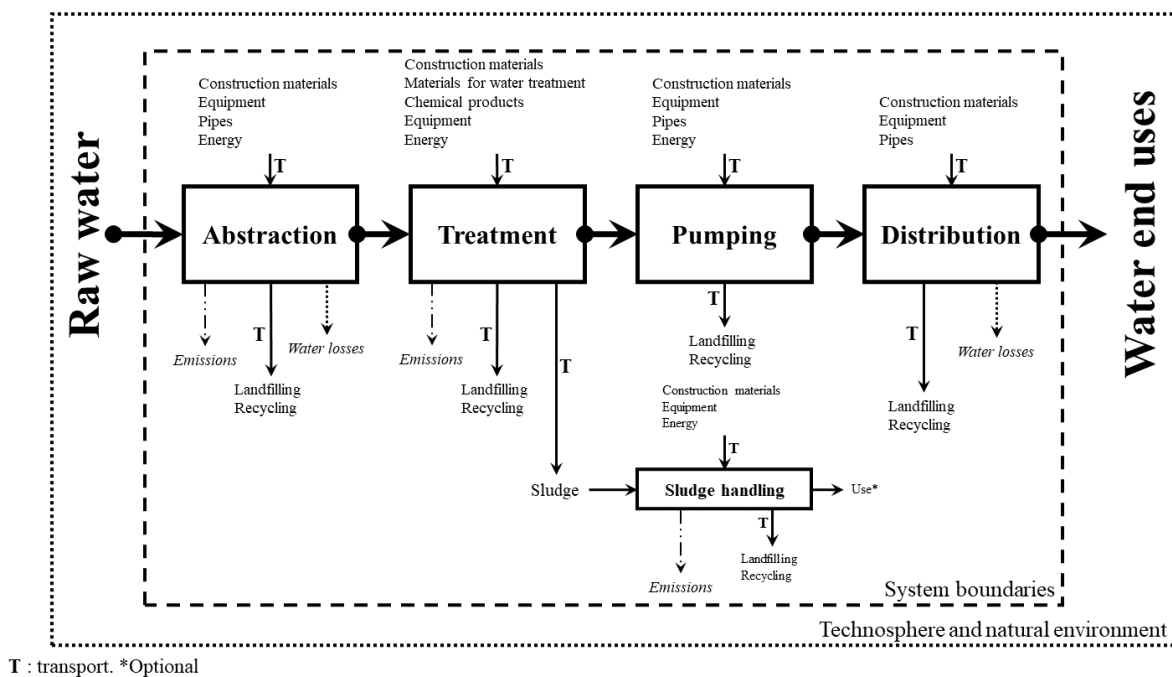 Raw water
Construction materials
Equipment
Pipes
Energy
T
Abstraction
Emissions
T
Landfilling
Recycling
Water losses
Construction materials
Materials for water treatment
Chemical products
Equipment
Energy
T
Treatment
Emissions
T
Landfilling
Recycling
T
Sludge
Construction materials
Equipment
Pipes
Energy
T
Pumping
T
Landfilling
Recycling
Construction materials
Equipment
Energy
T
Sludge handling
Use*
Emissions
T
Landfilling
Recycling
Construction materials
Equipment
Pipes
T
Distribution
T
Landfilling
Recycling
Water losses
Water end uses
System boundaries
Technosphere and natural environment
T : transport. *Optional